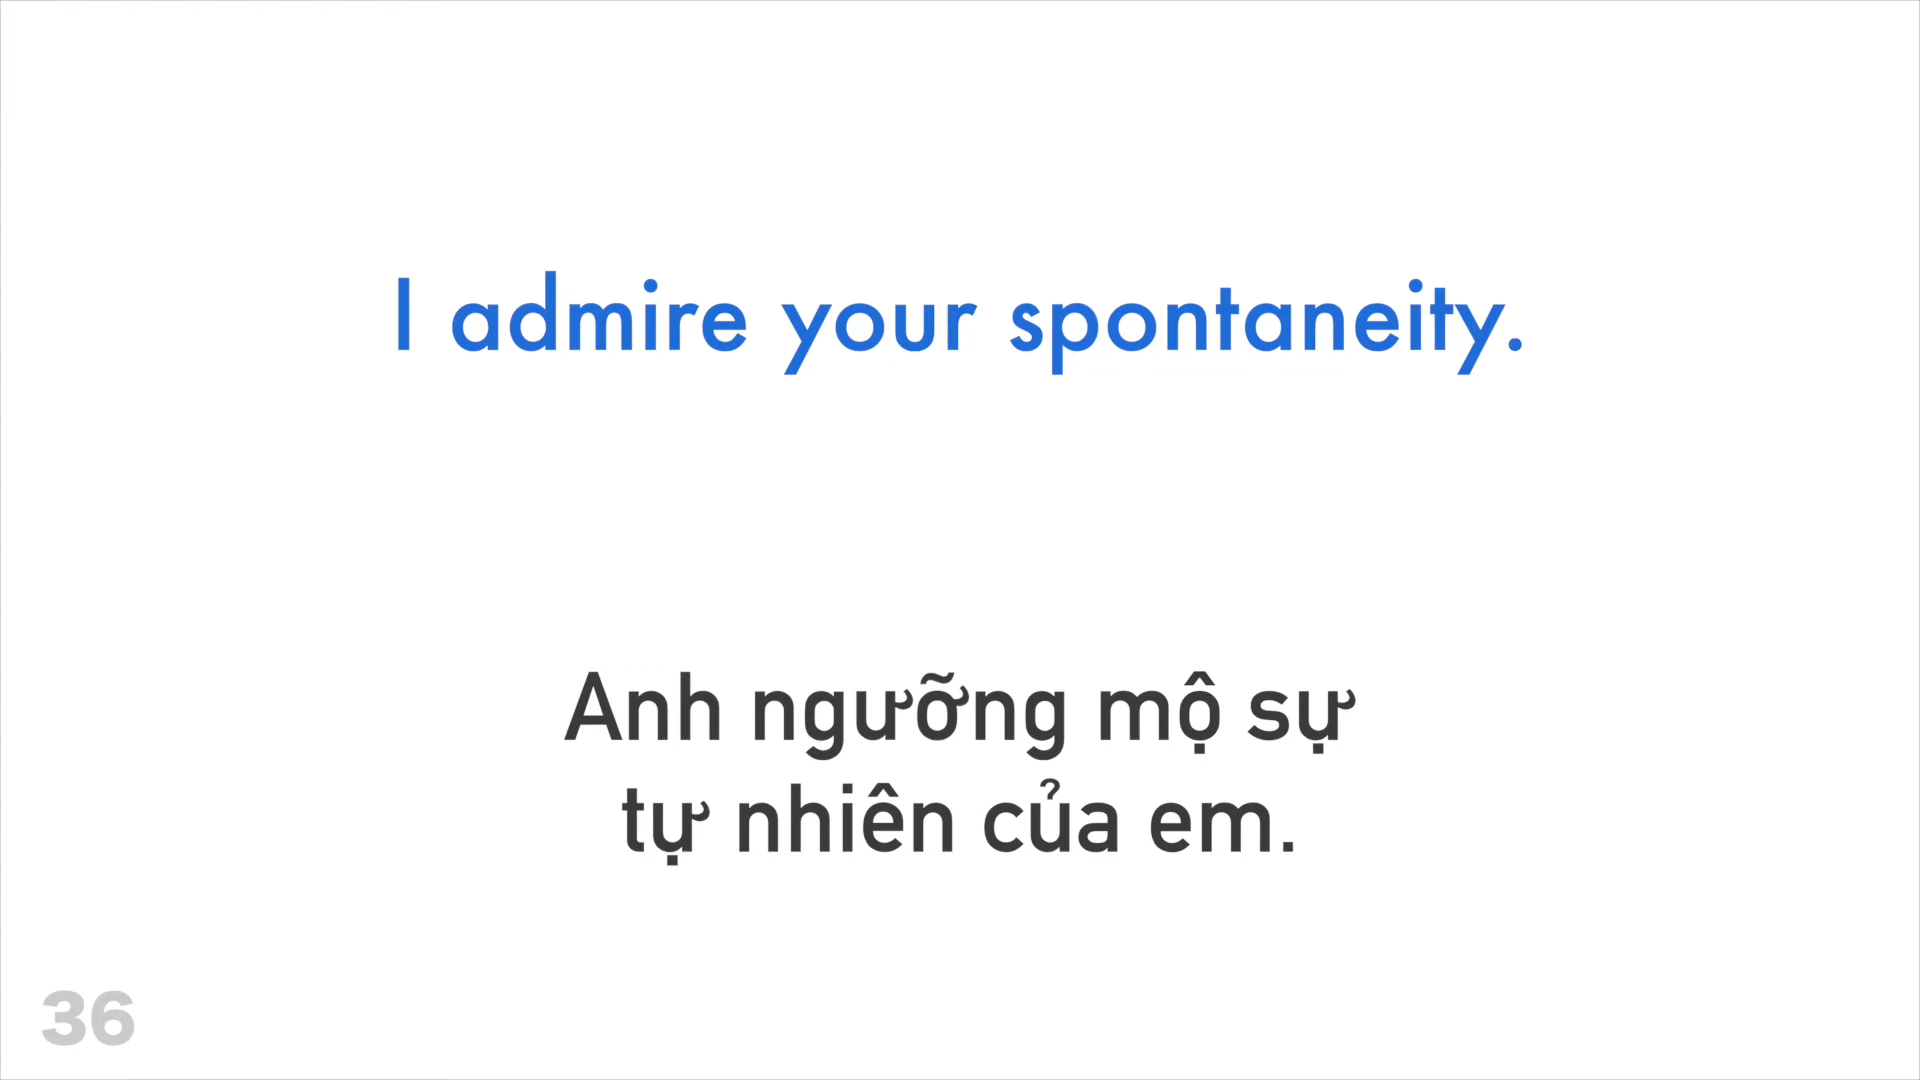 I admire your spontaneity.
Anh ngưỡng mộ sự
tự nhiên của em.
36